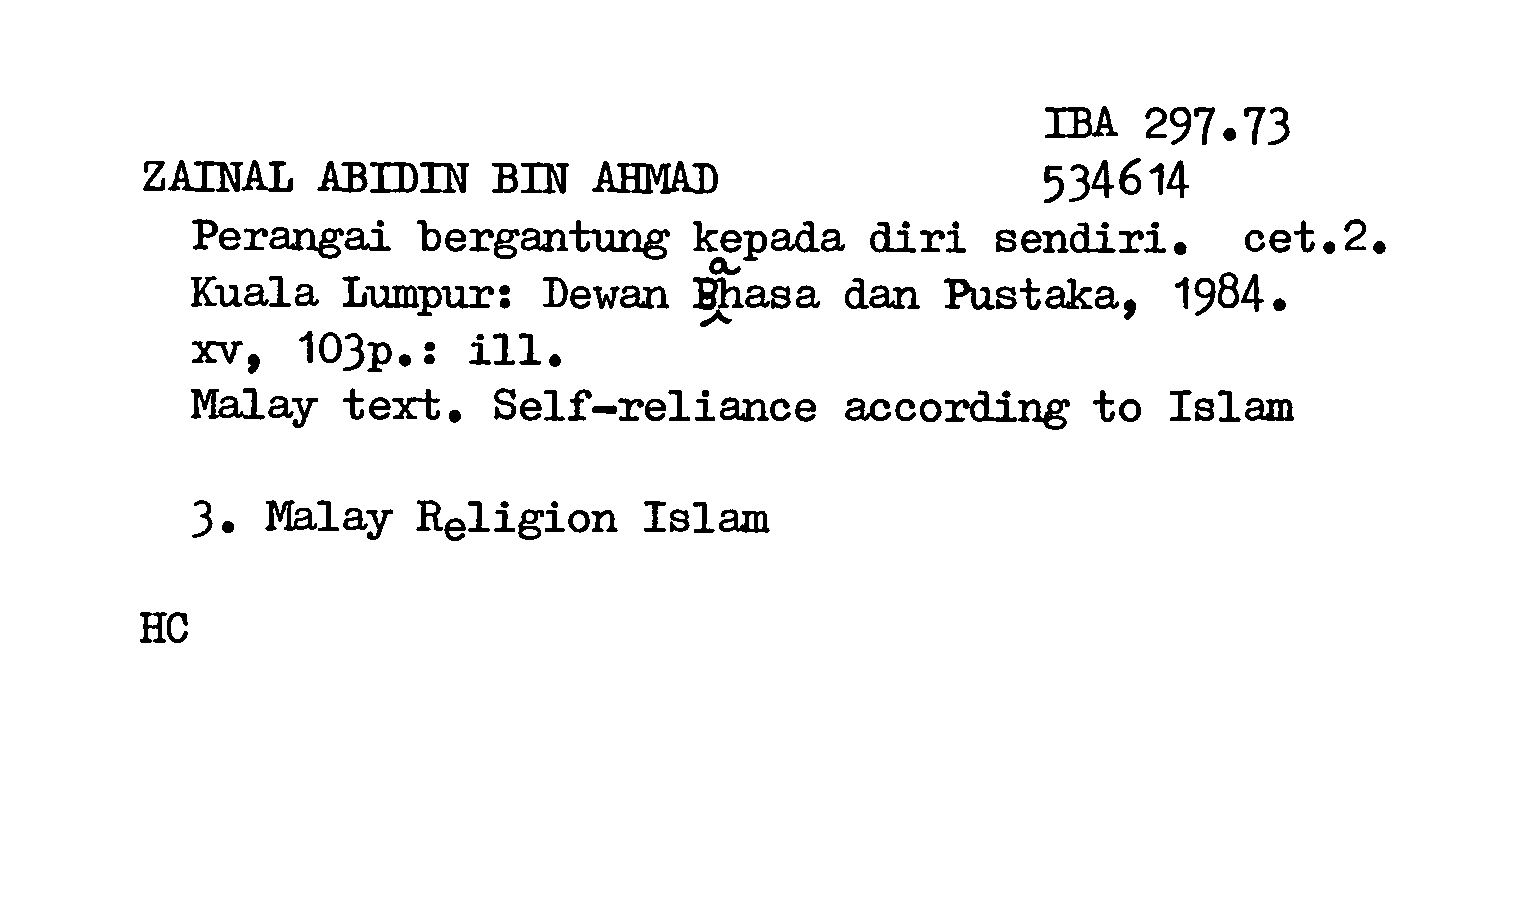 IBA 297.73
ZAINAL ABIDIN BIN AHMAD 534614
Perangai bergantung kepada diri sendiri. cet.2.
Kuala Lumpur: Dewan Bahasa dan Pustaka, 1984.
xv, 103p.: ill.
Malay text. Self-reliance according to Islam
3. Malay Religion Islam
HC